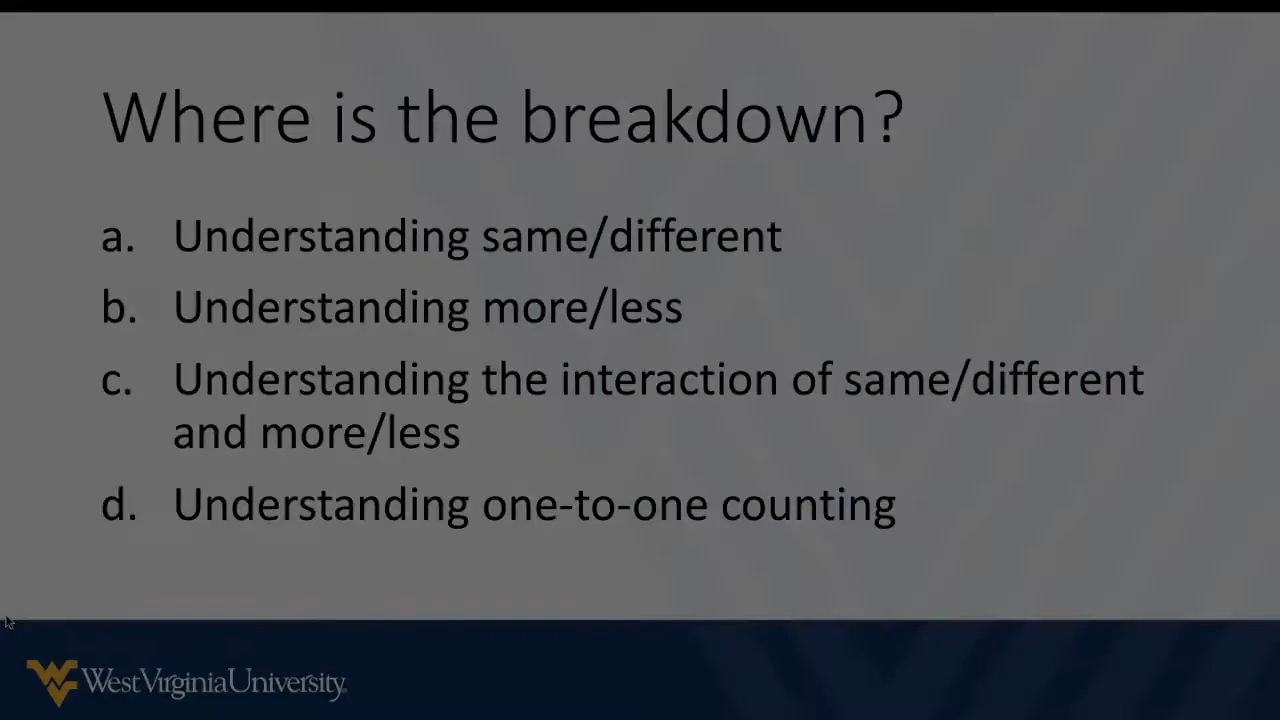 Where is the breakdown?
a. Understanding same/different
b. Understanding more/less
c. Understanding the interaction of same/different
and more/less
d. Understanding one-to-one counting
WestVirginiaUniversity